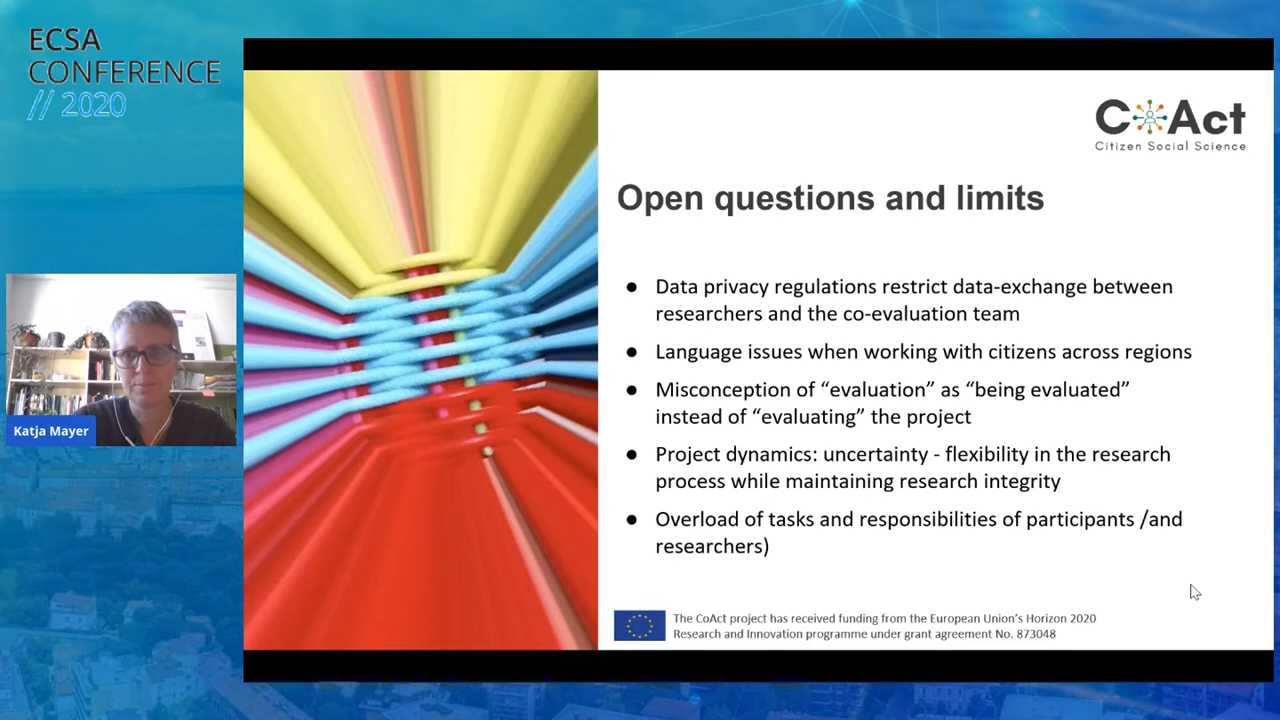 ECSA
CONFERENCE
// 2020
Katja Mayer
CoAct
Citizen Social Science
Open questions and limits
● Data privacy regulations restrict data-exchange between
researchers and the co-evaluation team
● Language issues when working with citizens across regions
● Misconception of “evaluation” as “being evaluated”
instead of “evaluating” the project
● Project dynamics: uncertainty - flexibility in the research
process while maintaining research integrity
● Overload of tasks and responsibilities of participants /and
researchers)
The CoAct project has received funding from the European Union’s Horizon 2020
Research and Innovation programme under grant agreement No. 873048